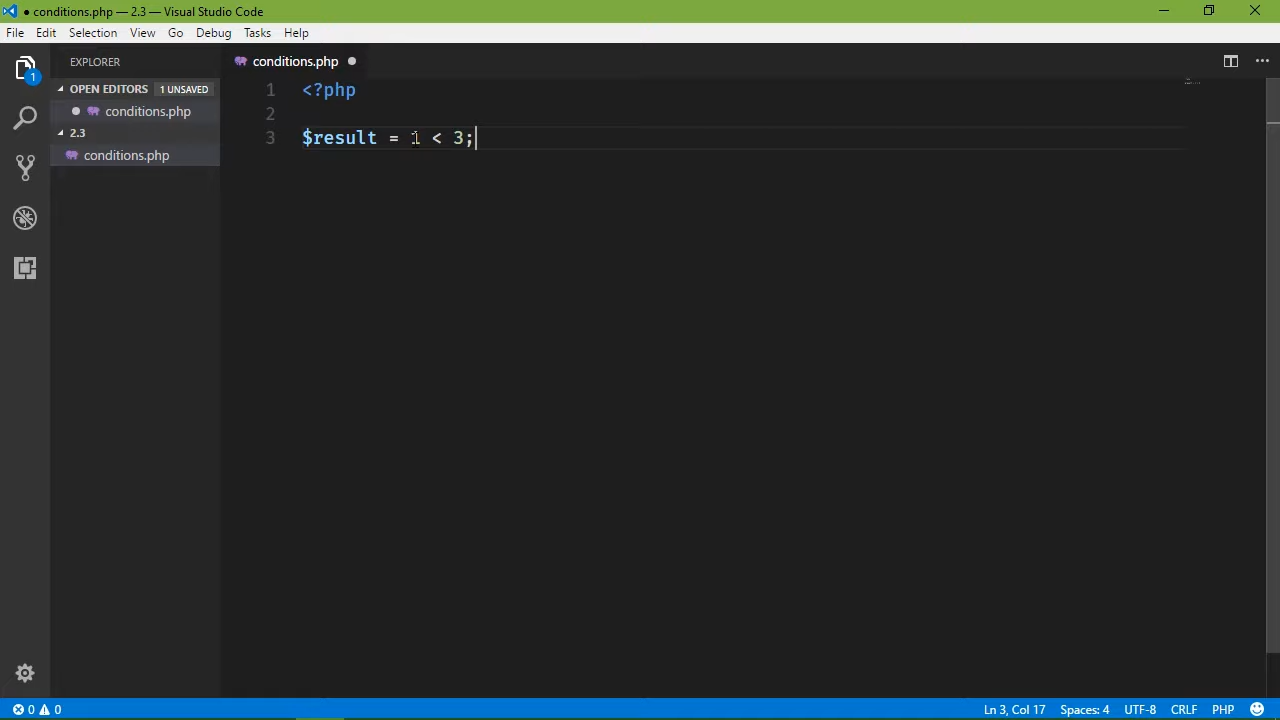 ● conditions.php — 2.3 — Visual Studio Code
File Edit Selection View Go Debug Tasks Help
EXPLORER
OPEN EDITORS 1 UNSAVED
conditions.php
2.3
conditions.php
1
conditions.php
1 <?php
2
3 $result = 1 < 3;
0 0
Ln 3, Col 17 Spaces: 4 UTF-8 CRLF PHP